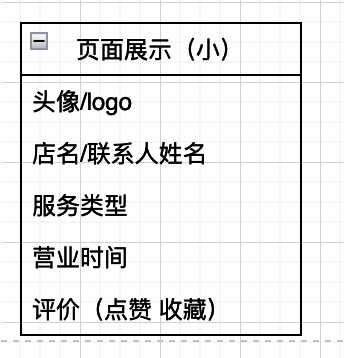 页面展示（小）
头像/logo
店名/联系人姓名
服务类型
营业时间
评价（点赞 收藏）